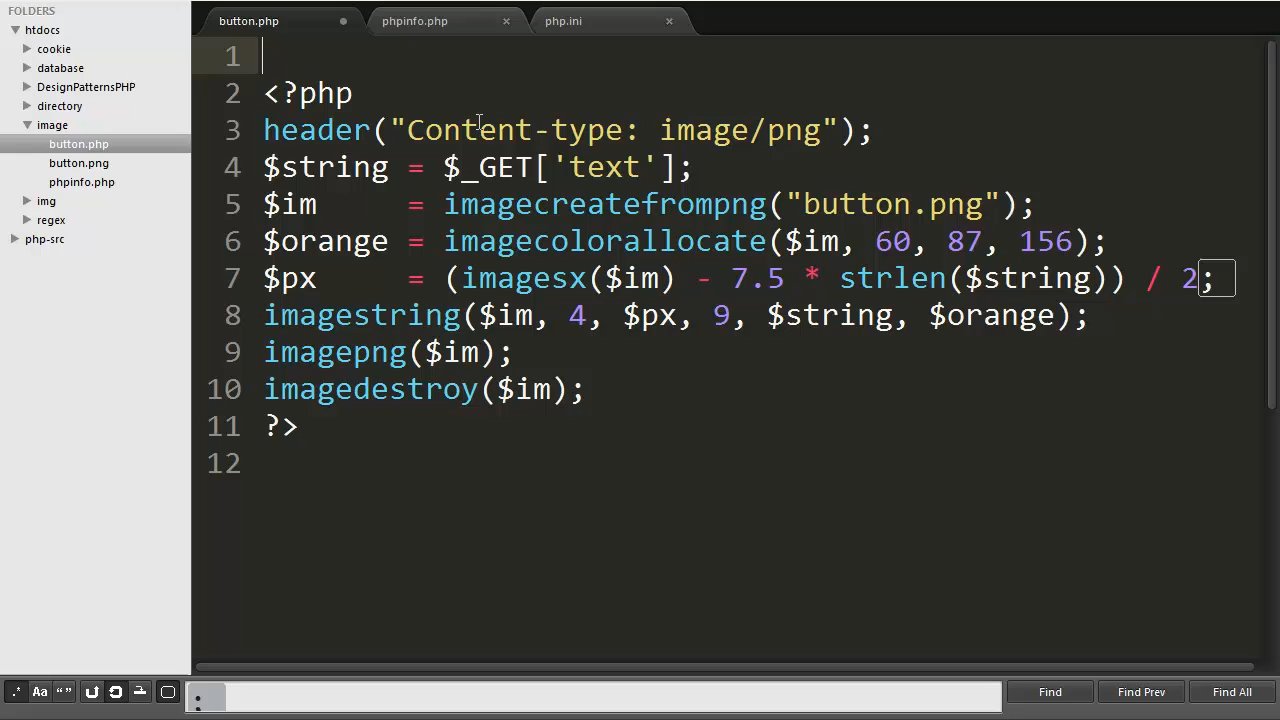 FOLDERS
htdocs
cookie
database
DesignPatternsPHP
directory
image
button.php
button.png
phpinfo.php
img
regex
php-src
button.php phpinfo.php × php.ini ×
1
2 <?php
3 header("Content-type: image/png");
4 $string = $_GET['text'];
5 $im     = imagecreatefrompng("button.png");
6 $orange = imagecolorallocate($im, 60, 87, 156);
7 $px     = (imagesx($im) - 7.5 * strlen($string)) / 2;
8 imagestring($im, 4, $px, 9, $string, $orange);
9 imagepng($im);
10 imagedestroy($im);
11 ?>
12
.* Aa “” ; Find Find Prev Find All